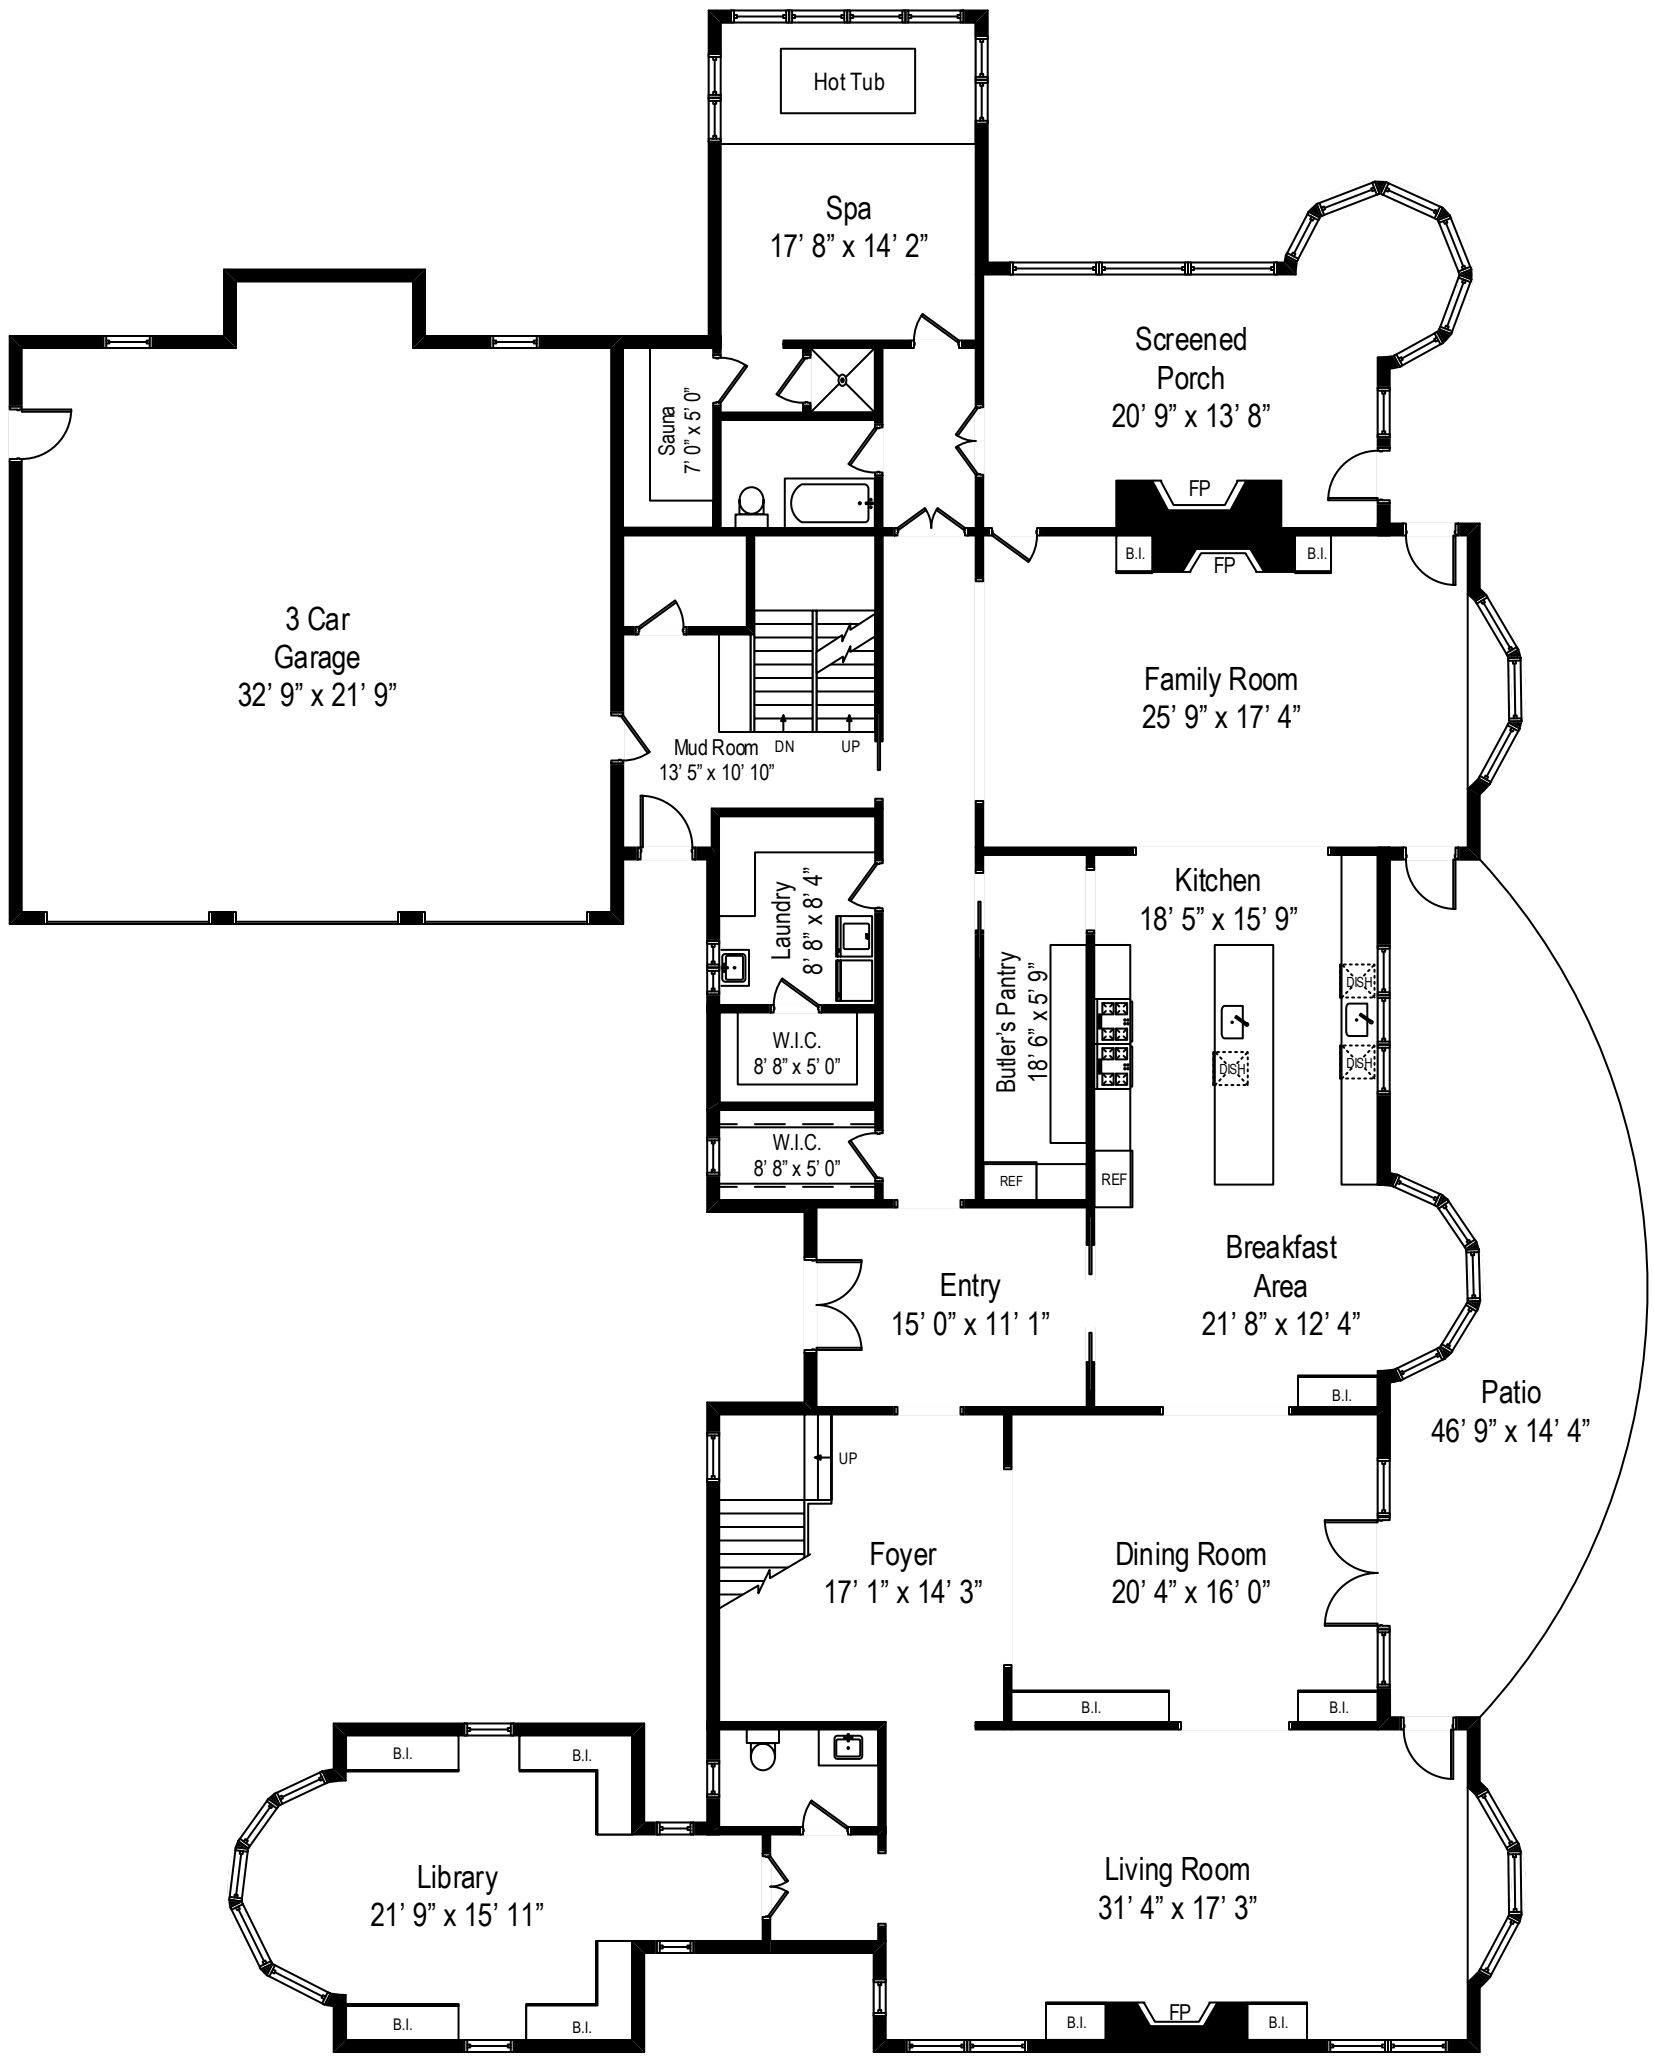 Hot Tub
Spa
17’ 8” x 14’ 2”
Screened
Porch
20’ 9” x 13’ 8”
Sauna
7’ 0” x 5’ 0”
FP
B.I.
FP
B.I.
3 Car
Garage
32’ 9” x 21’ 9”
Family Room
25’ 9” x 17’ 4”
Mud Room
13’ 5” x 10’ 10”
DN
UP
Kitchen
18’ 5” x 15’ 9”
Laundry
8’ 8” x 8’ 4”
Butler’s Pantry
18’ 6” x 5’ 9”
DISH
DISH
DISH
W.I.C.
8’ 8” x 5’ 0”
W.I.C.
8’ 8” x 5’ 0”
REF
REF
Breakfast
Area
21’ 8” x 12’ 4”
Entry
15’ 0” x 11’ 1”
B.I.
Patio
46’ 9” x 14’ 4”
UP
Foyer
17’ 1” x 14’ 3”
Dining Room
20’ 4” x 16’ 0”
B.I.
B.I.
B.I.
B.I.
Library
21’ 9” x 15’ 11”
Living Room
31’ 4” x 17’ 3”
B.I.
B.I.
B.I.
FP
B.I.